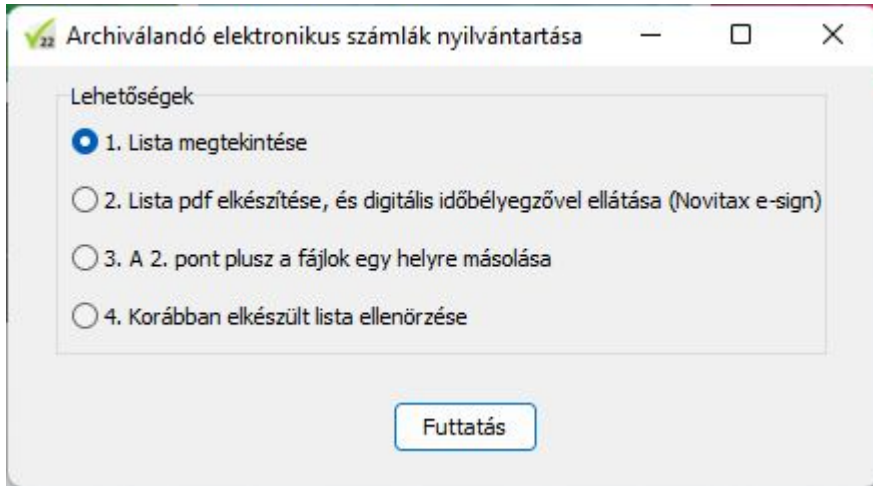 22 Archiválandó elektronikus számlák nyilvántartása
Lehetőségek
1. Lista megtekintése
2. Lista pdf elkészítése, és digitális időbélyegzővel ellátása (Novitax e-sign)
3. A 2. pont plusz a fájlok egy helyre másolása
4. Korábban elkészült lista ellenörzése
Futtatás